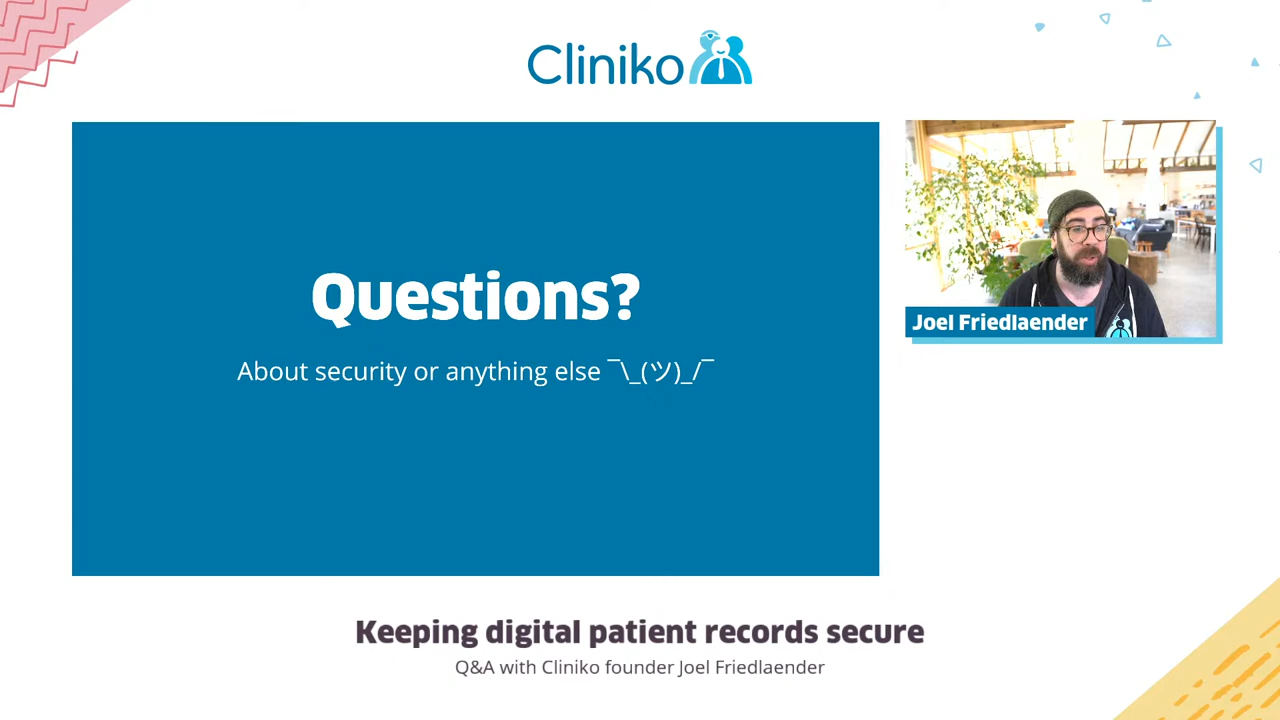 Cliniko
Questions?
About security or anything else ¯\_(ツ)_/¯
Joel Friedlaender
Keeping digital patient records secure
Q&A with Cliniko founder Joel Friedlaender